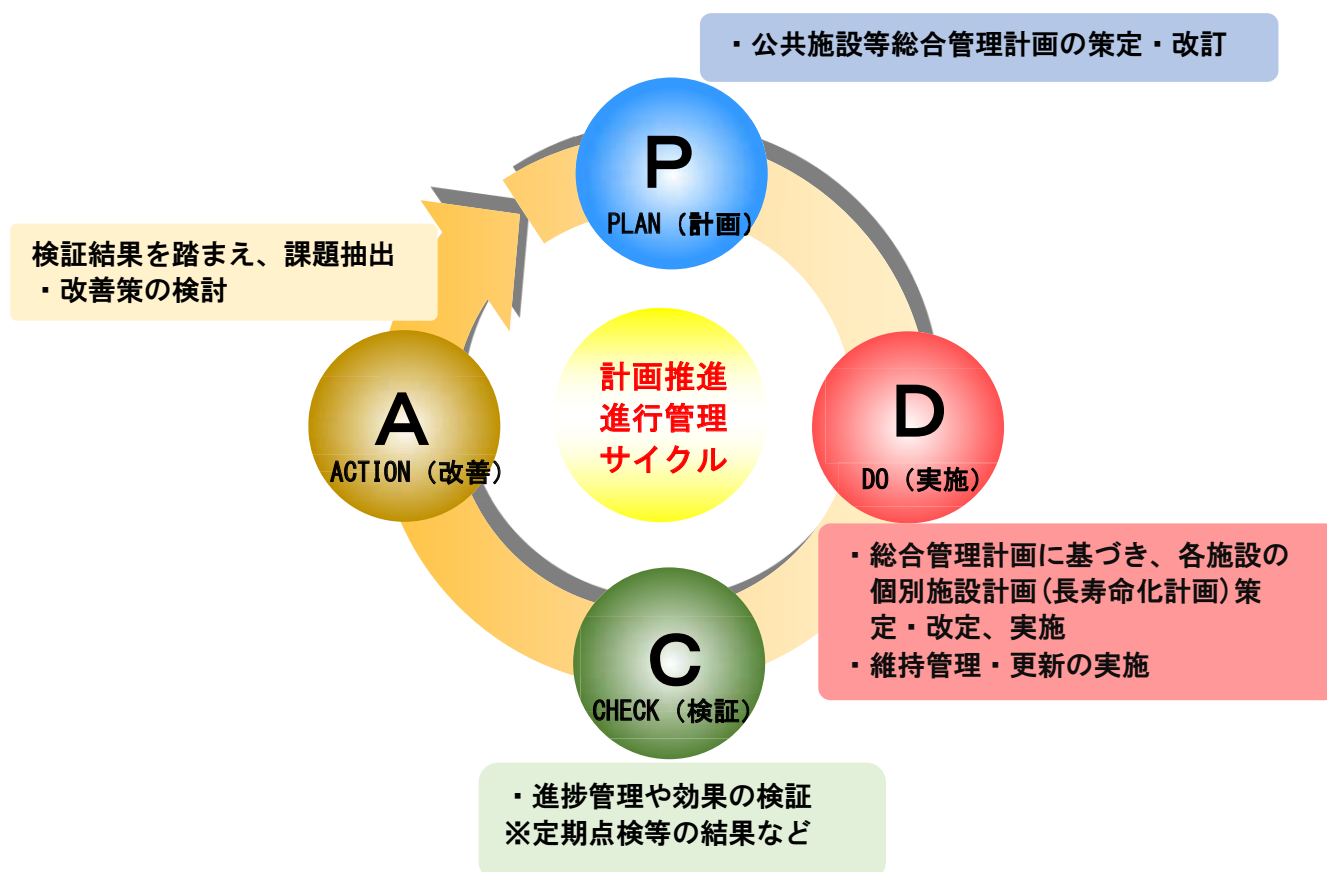 ・公共施設等総合管理計画の策定・改訂
P
PLAN（計画）
検証結果を踏まえ、課題抽出
・改善策の検討
計画推進
進行管理
サイクル
A
ACTION（改善）
D
DO（実施）
・総合管理計画に基づき、各施設の
個別施設計画(長寿命化計画)策
定・改定、実施
・維持管理・更新の実施
C
CHECK（検証）
・進捗管理や効果の検証
※定期点検等の結果など